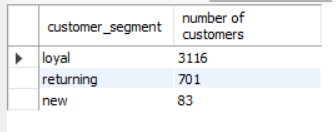 customer_segment number of
customers
loyal 3116
returning 701
new 83